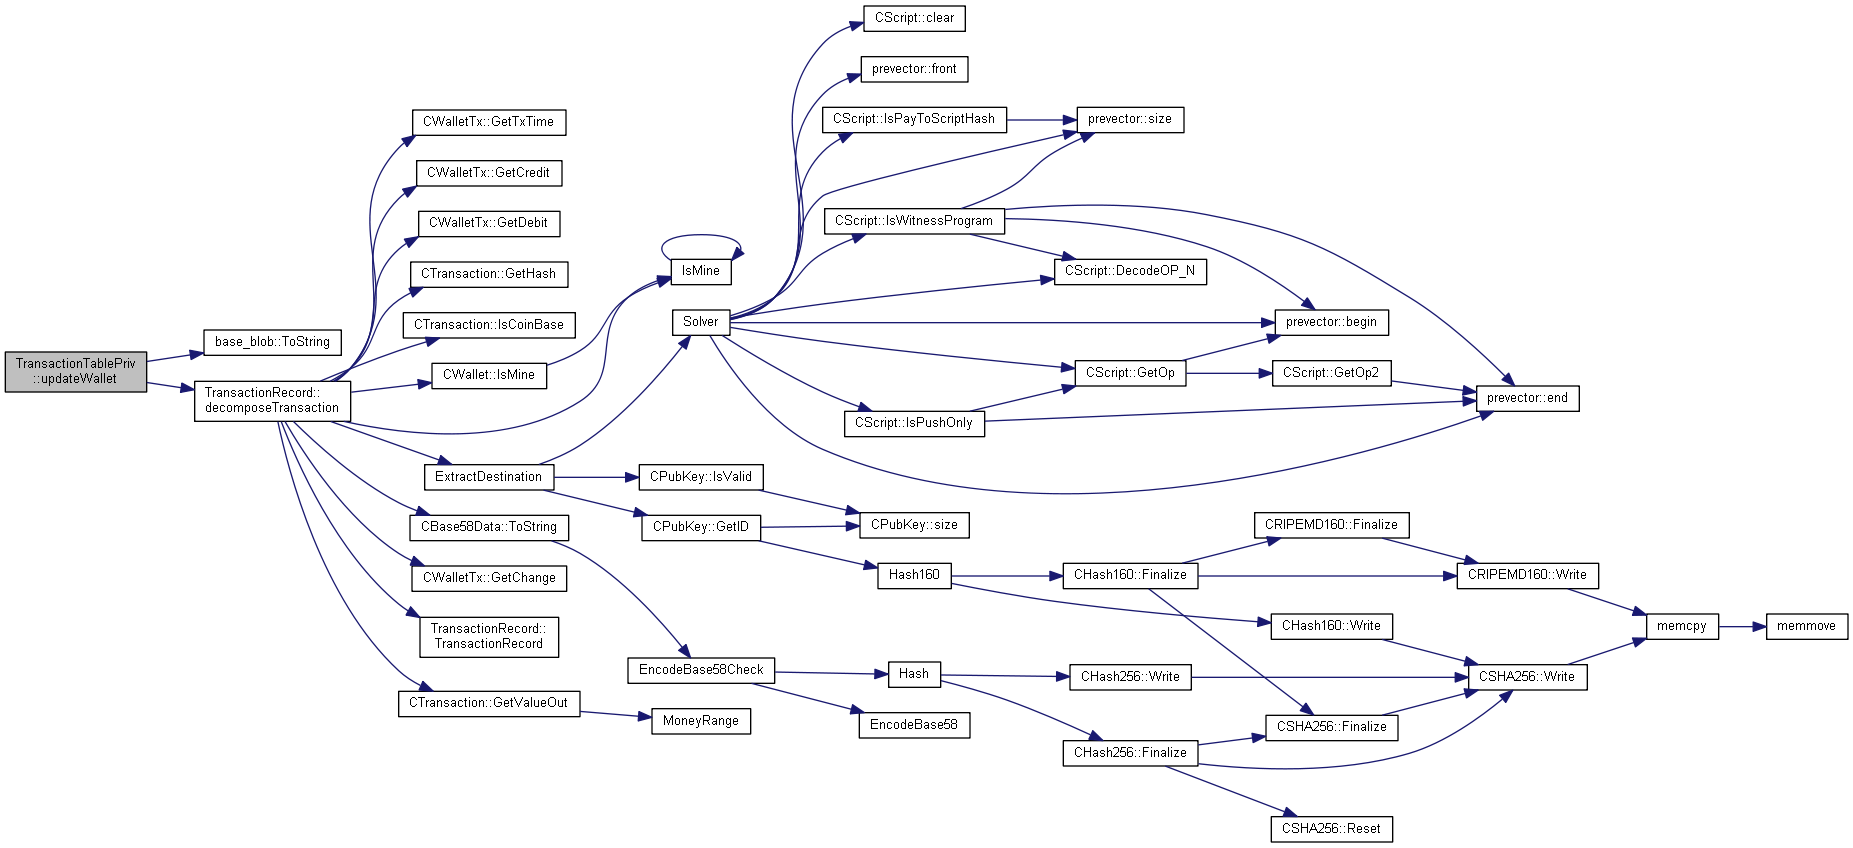 TransactionTablePriv
::updateWallet
base_blob::ToString
TransactionRecord::
decomposeTransaction
CWalletTx::GetTxTime
CWalletTx::GetCredit
CWalletTx::GetDebit
CTransaction::GetHash
CTransaction::IsCoinBase
CWallet::IsMine
ExtractDestination
CBase58Data::ToString
CWalletTx::GetChange
TransactionRecord::
TransactionRecord
CTransaction::GetValueOut
IsMine
Solver
CPubKey::IsValid
CPubKey::GetID
EncodeBase58Check
MoneyRange
CScript::clear
prevector::front
CScript::IsPayToScriptHash
CScript::IsWitnessProgram
CScript::IsPushOnly
CPubKey::size
Hash160
Hash
EncodeBase58
prevector::size
CScript::DecodeOP_N
CScript::GetOp
CHash160::Finalize
CHash256::Write
CHash256::Finalize
prevector::begin
CScript::GetOp2
CRIPEMD160::Finalize
CHash160::Write
CSHA256::Finalize
CSHA256::Reset
prevector::end
CRIPEMD160::Write
CSHA256::Write
memcpy
memmove